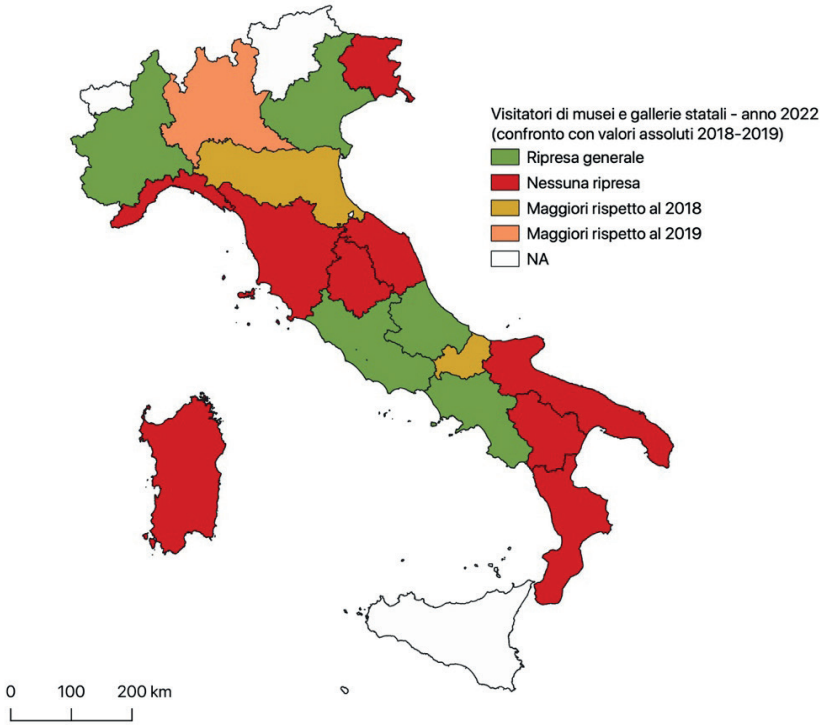 Visitatori di musei e gallerie statali - anno 2022
(confronto con valori assoluti 2018-2019)
Ripresa generale
Nessuna ripresa
Maggiori rispetto al 2018
Maggiori rispetto al 2019
NA
0 100 200 km